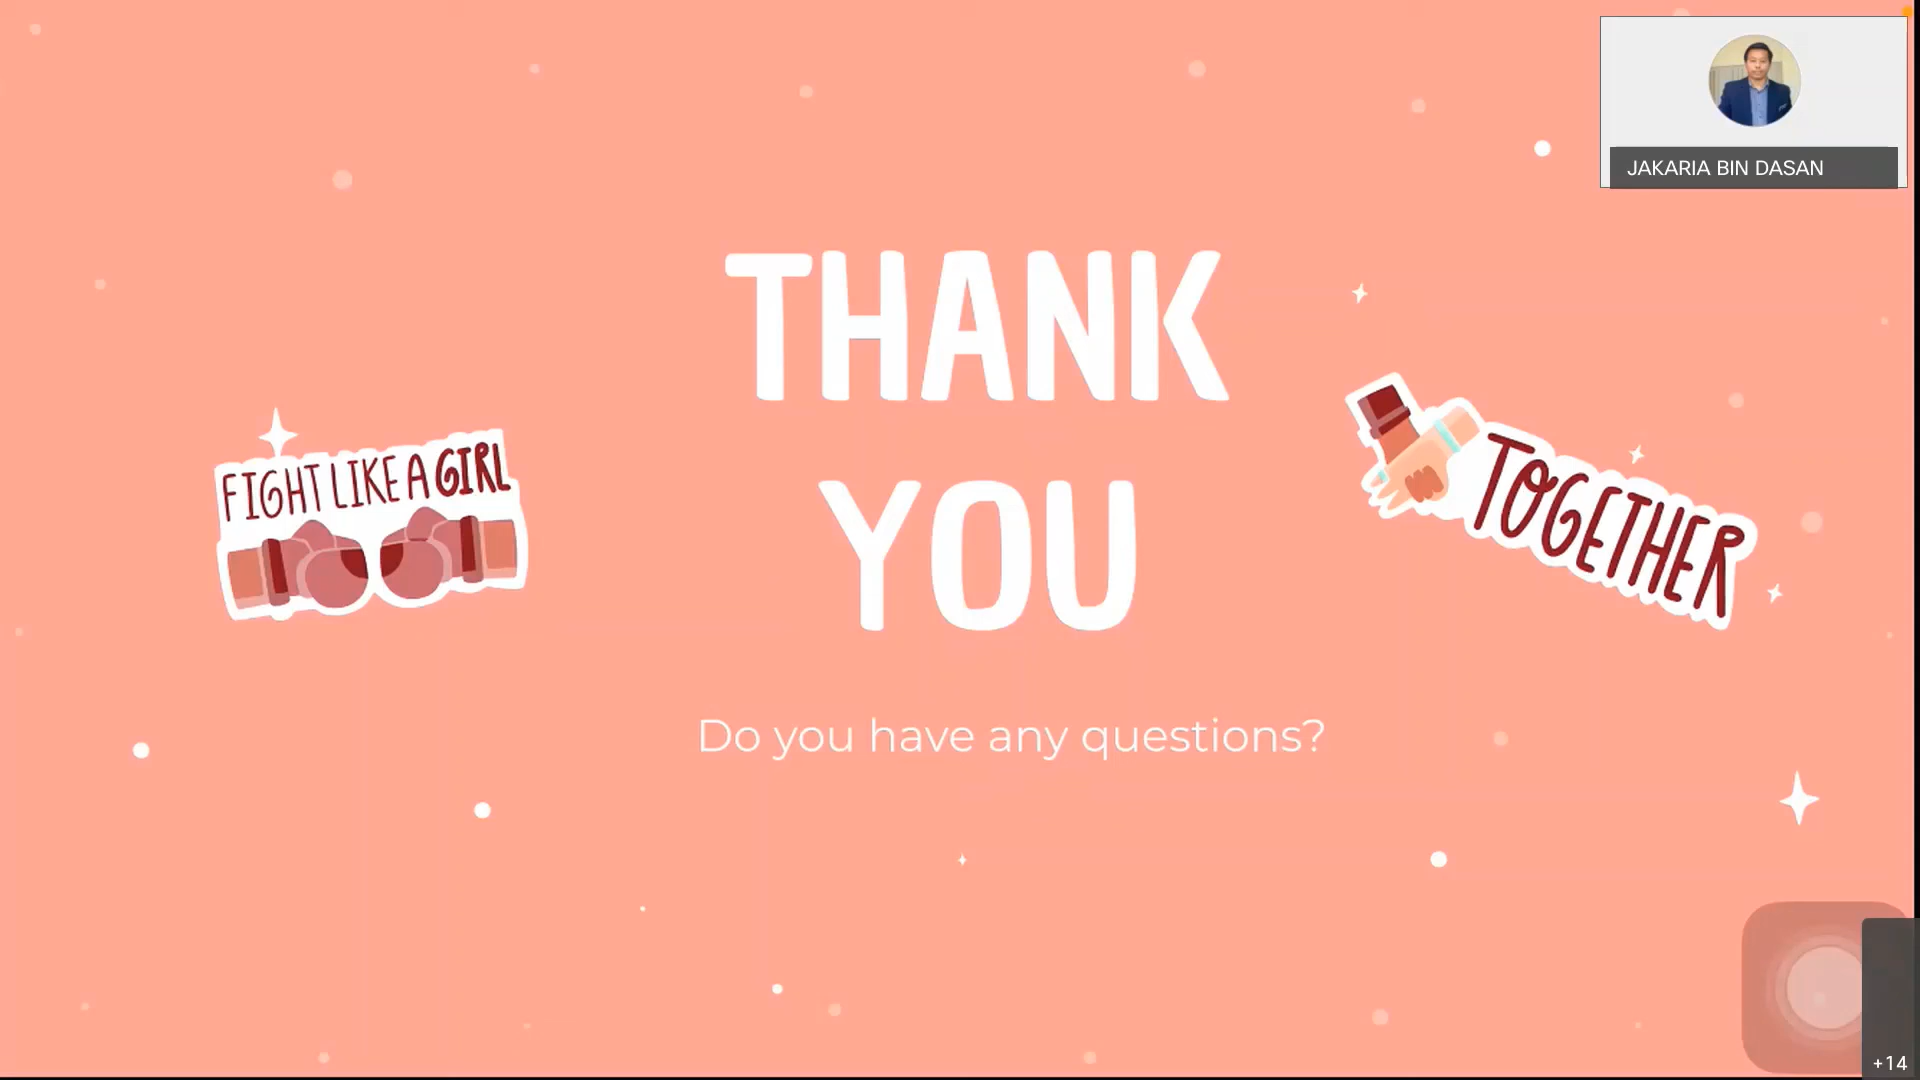 JAKARIA BIN DASAN
THANK
YOU
FIGHT LIKE A GIRL
TOGETHER
Do you have any questions?
+14